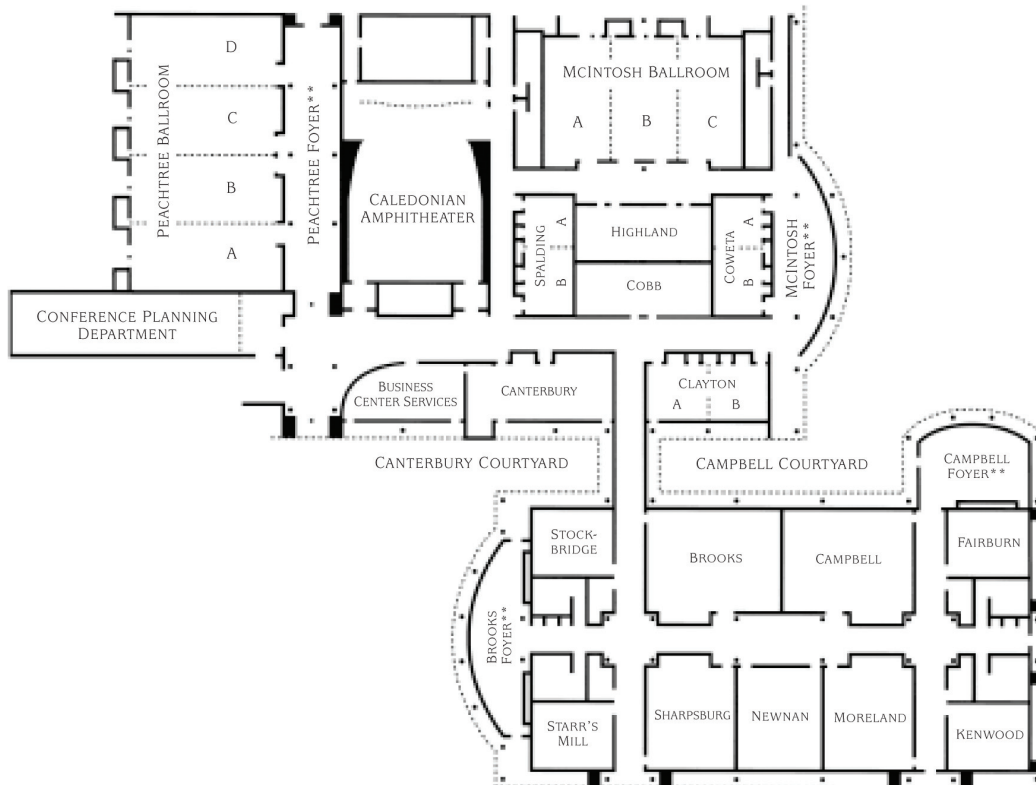 D
C
B
A
PEACHTREE BALLROOM
PEACHTREE FOYER**
CALEDONIAN
AMPHITHEATER
MCINTOSH BALLROOM
A
B
C
SPALDING
A
B
HIGHLAND
COBB
COWETA
A
B
MCINTOSH
FOYER**
CONFERENCE PLANNING
DEPARTMENT
BUSINESS
CENTER SERVICES
CANTERBURY
CLAYTON
A
B
CANTERBURY COURTYARD
CAMPBELL COURTYARD
CAMPBELL
FOYER**
STOCK-
BRIDGE
BROOKS
CAMPBELL
FAIRBURN
BROOKS
FOYER**
STARR'S
MILL
SHARPSBURG
NEWNAN
MORELAND
KENWOOD